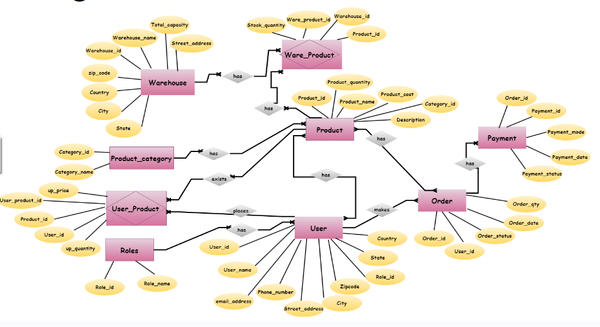 Total_capacity
Warehouse_name
Street_address
Warehouse_id
zip_code
Country
City
State
Warehouse
has
Stock_quantity
Ware_product_id
Warehouse_id
Product_id
Ware_Product
has
Product_quantity
Product_id
Product_name
Product_cost
Category_id
Description
Product
Order_id
Payment_id
Payment_mode
Payment_date
Payment_status
Payment
has
has
Category_id
Category_name
Product_category
has
exists
up_price
User_product_id
Product_id
User_id
up_quantity
User_Product
places
has
makes
Order
Order_qty
Order_date
Order_status
User_id
Order_id
Roles
has
Role_id
Role_name
User
User_id
User_name
email_address
Phone_number
Street_address
City
Zipcode
Role_id
State
Country